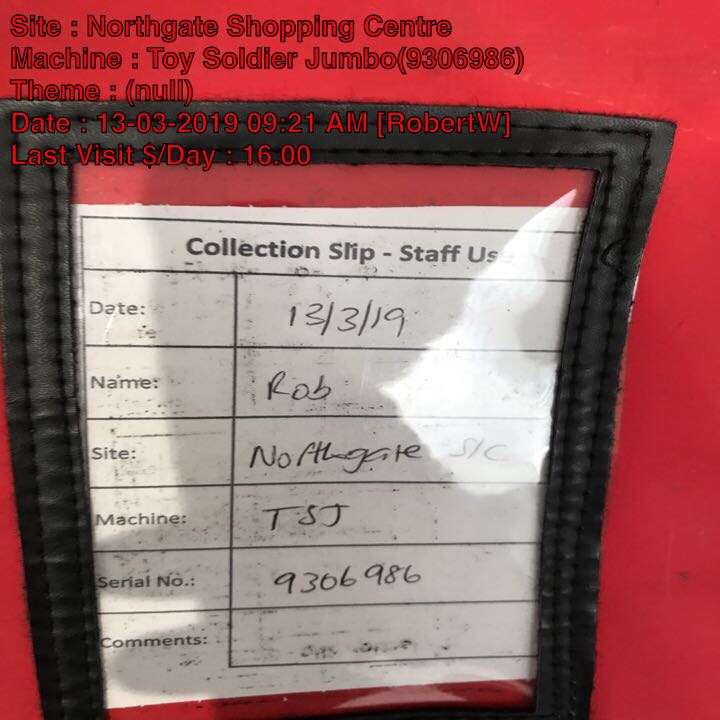 Site : Northgate Shopping Centre
Machine : Toy Soldier Jumbo(9306986)
Theme : (null)
Date : 13-03-2019 09:21 AM [RobertW]
Last Visit $/Day : 16.00
Collection Slip - Staff Use
Date: 13/3/19
Name: Rob
Site: Northgate S/C
Machine: TSJ
Serial No.: 9306986
Comments: